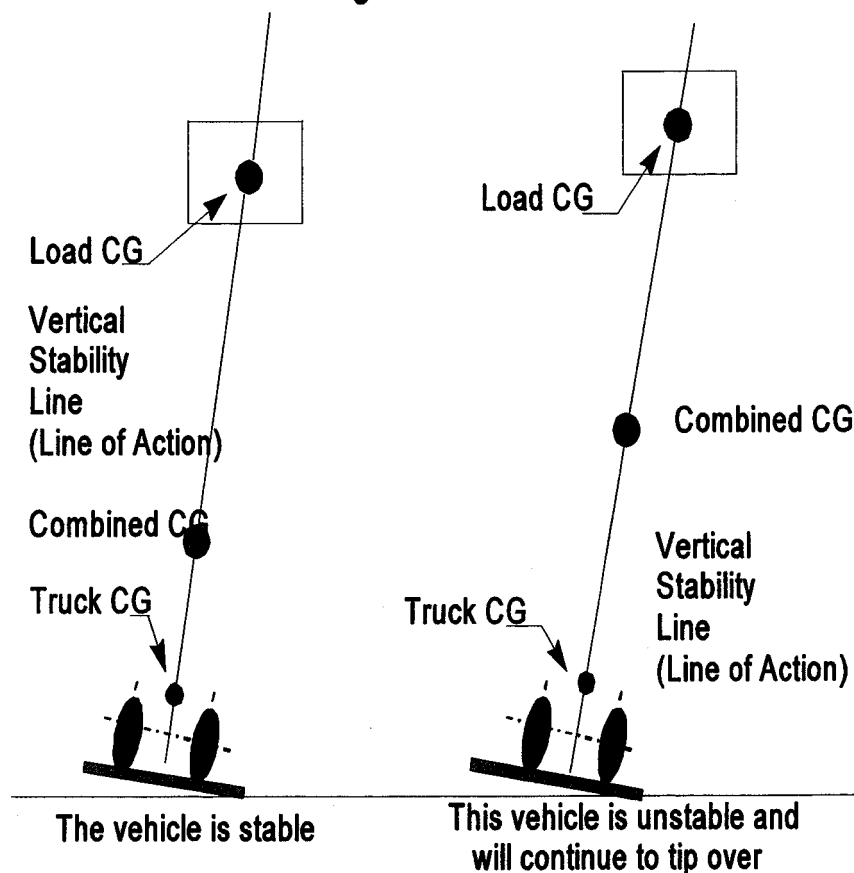 Load CG
Vertical
Stability
Line
(Line of Action)
Combined CG
Truck CG
The vehicle is stable
Load CG
Combined CG
Vertical
Stability
Line
(Line of Action)
Truck CG
This vehicle is unstable and
will continue to tip over